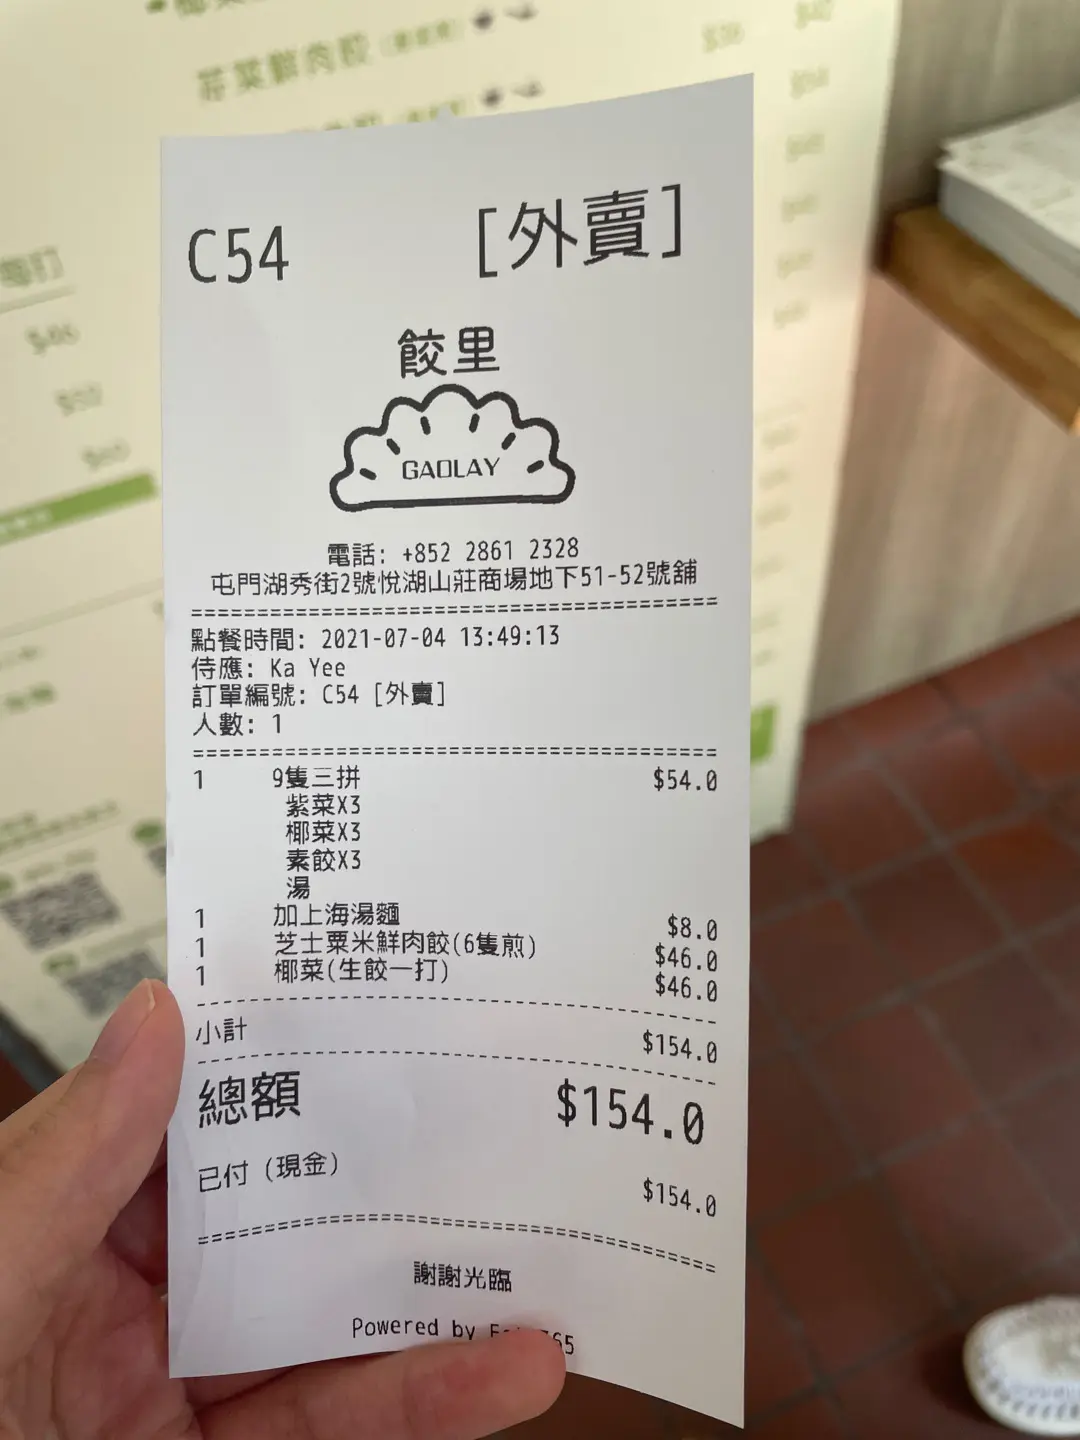 莊菜鮮肉餃
C54 [外賣]
餃里
GAOLAY
電話: +852 2861 2328
屯門湖秀街2號悅湖山莊商場地下51-52號舖
點餐時間: 2021-07-04 13:49:13
侍應: Ka Yee
訂單編號: C54 [外賣]
人數: 1
1 9隻三拼 $54.0
紫菜X3
椰菜X3
素餃X3
湯
1 加上海湯麵 $8.0
1 芝士粟米鮮肉餃(6隻煎) $46.0
1 椰菜(生餃一打) $46.0
小計 $154.0
總額 $154.0
已付 (現金) $154.0
謝謝光臨
Powered by